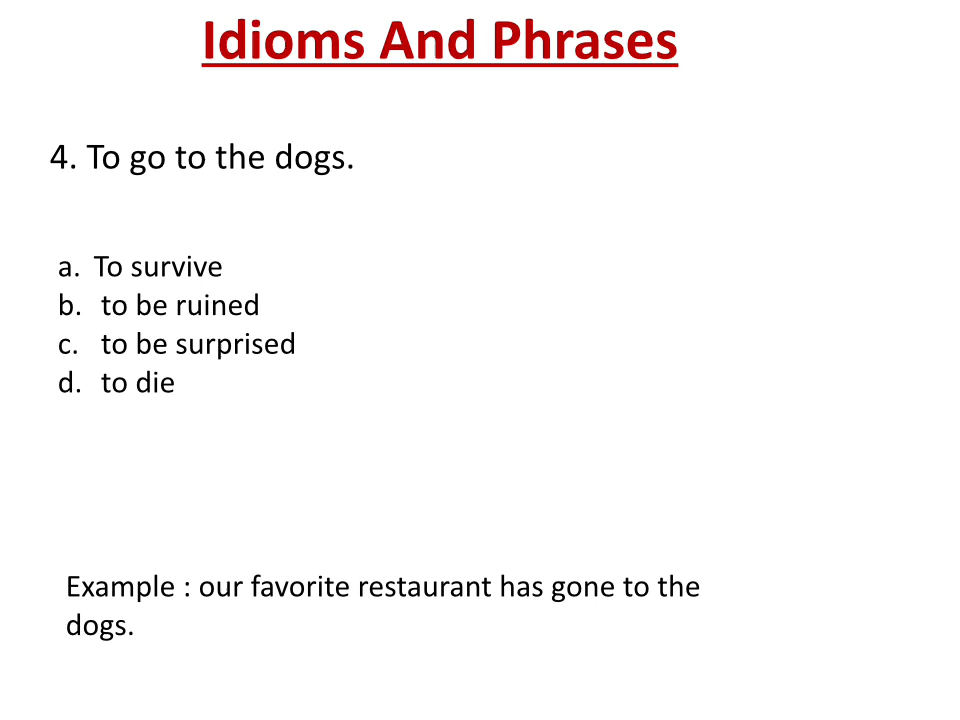 Idioms And Phrases
4. To go to the dogs.
a. To survive
b. to be ruined
c. to be surprised
d. to die
Example : our favorite restaurant has gone to the
dogs.